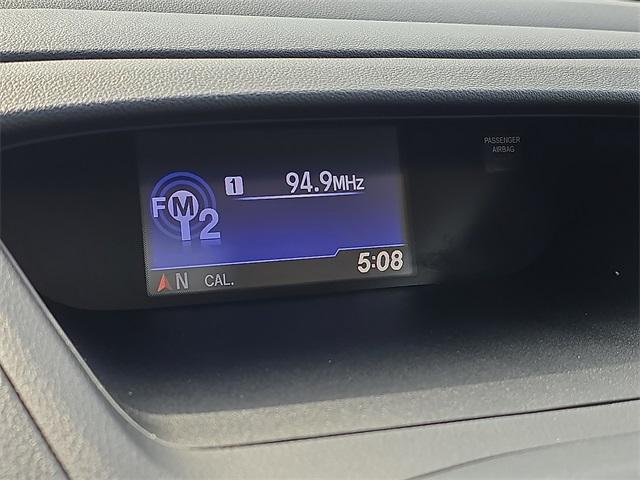 PASSENGER
AIRBAG
1 94.9MHz
FM2
N CAL. 5:08